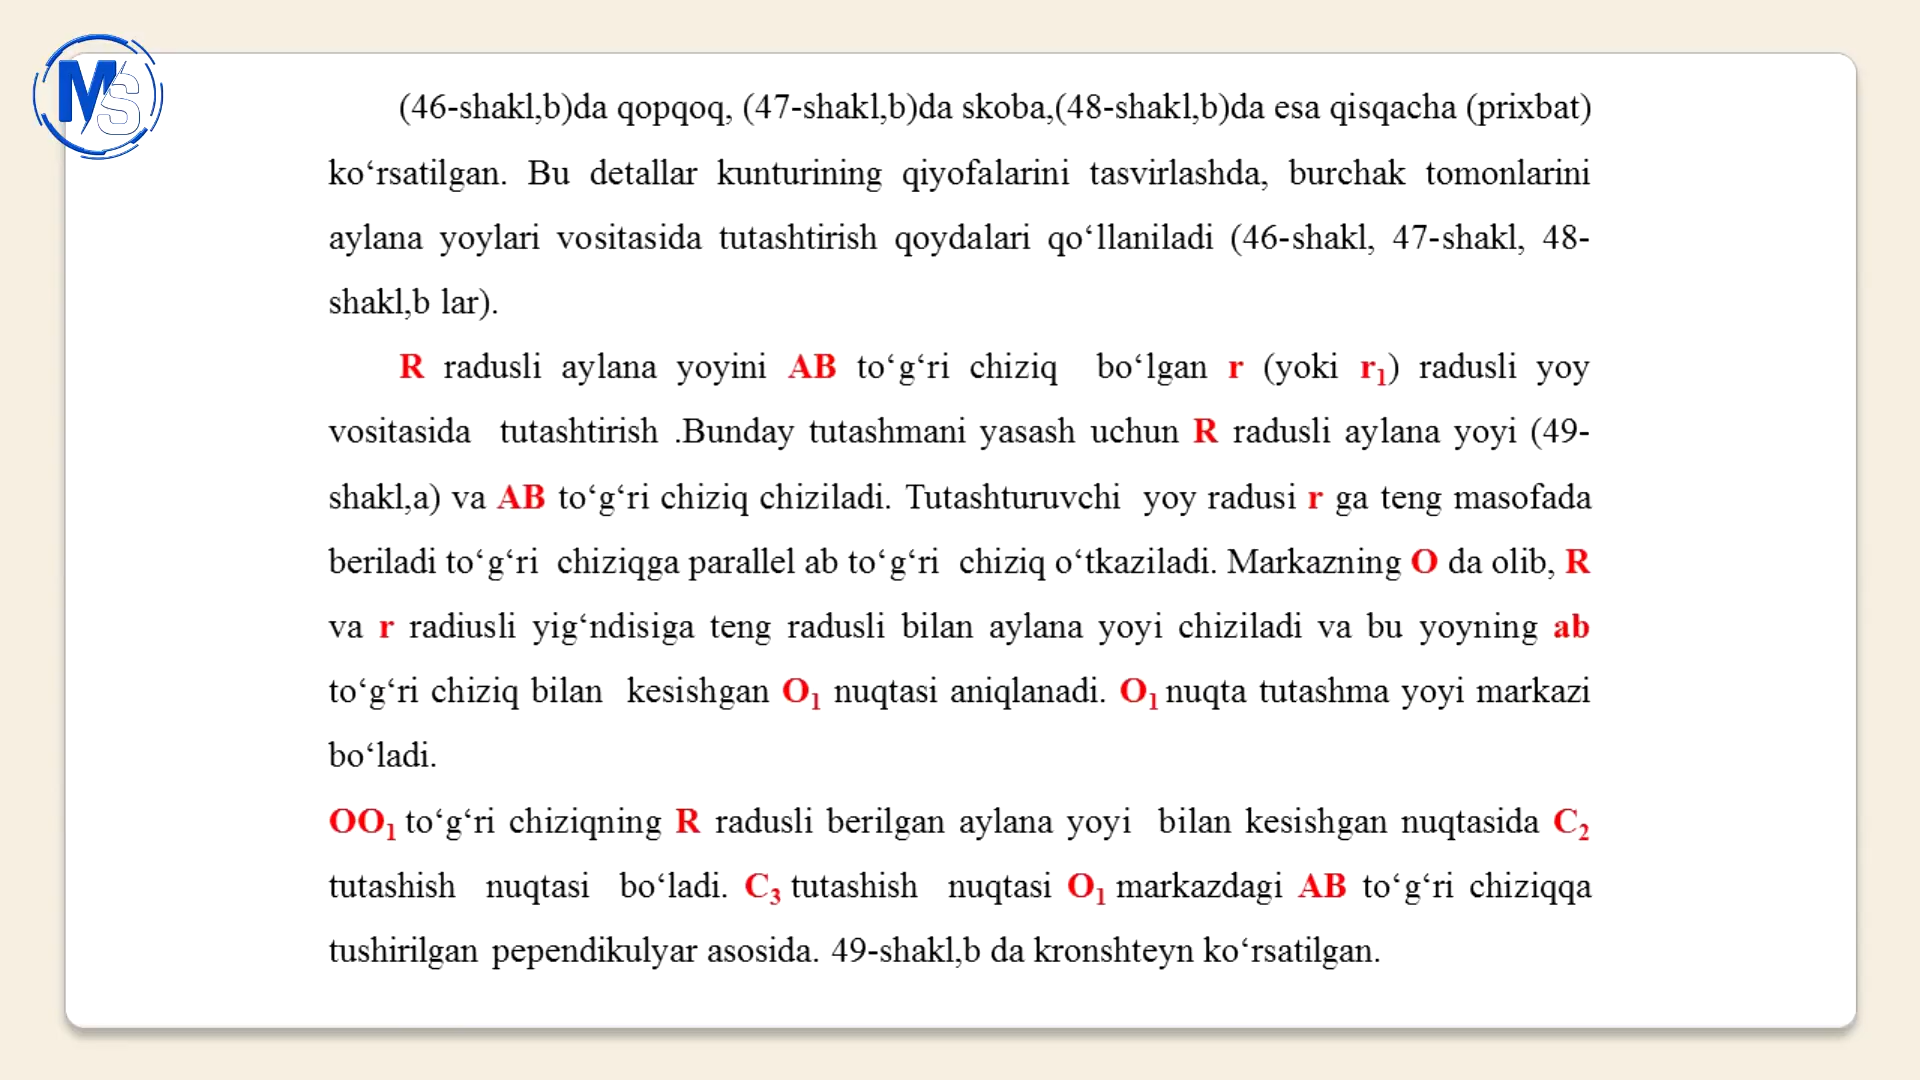 MS
(46-shakl,b)da qopqoq, (47-shakl,b)da skoba,(48-shakl,b)da esa qisqacha (prixbat)
ko‘rsatilgan. Bu detallar kunturining qiyofalarini tasvirlashda, burchak tomonlarini
aylana yoylari vositasida tutashtirish qoydalari qo‘llaniladi (46-shakl, 47-shakl, 48-
shakl,b lar).
R radusli aylana yoyini AB to‘g‘ri chiziq bo‘lgan r (yoki r₁) radusli yoy
vositasida tutashtirish .Bunday tutashmani yasash uchun R radusli aylana yoyi (49-
shakl,a) va AB to‘g‘ri chiziq chiziladi. Tutashturuvchi yoy radusi r ga teng masofada
beriladi to‘g‘ri chiziqga parallel ab to‘g‘ri chiziq o‘tkaziladi. Markazning O da olib, R
va r radiusli yig‘ndisiga teng radusli bilan aylana yoyi chiziladi va bu yoyning ab
to‘g‘ri chiziq bilan kesishgan O₁ nuqtasi aniqlanadi. O₁ nuqta tutashma yoyi markazi
bo‘ladi.
OO₁ to‘g‘ri chiziqning R radusli berilgan aylana yoyi bilan kesishgan nuqtasida C₂
tutashish nuqtasi bo‘ladi. C₃ tutashish nuqtasi O₁ markazdagi AB to‘g‘ri chiziqqa
tushirilgan pependikulyar asosida. 49-shakl,b da kronshteyn ko‘rsatilgan.